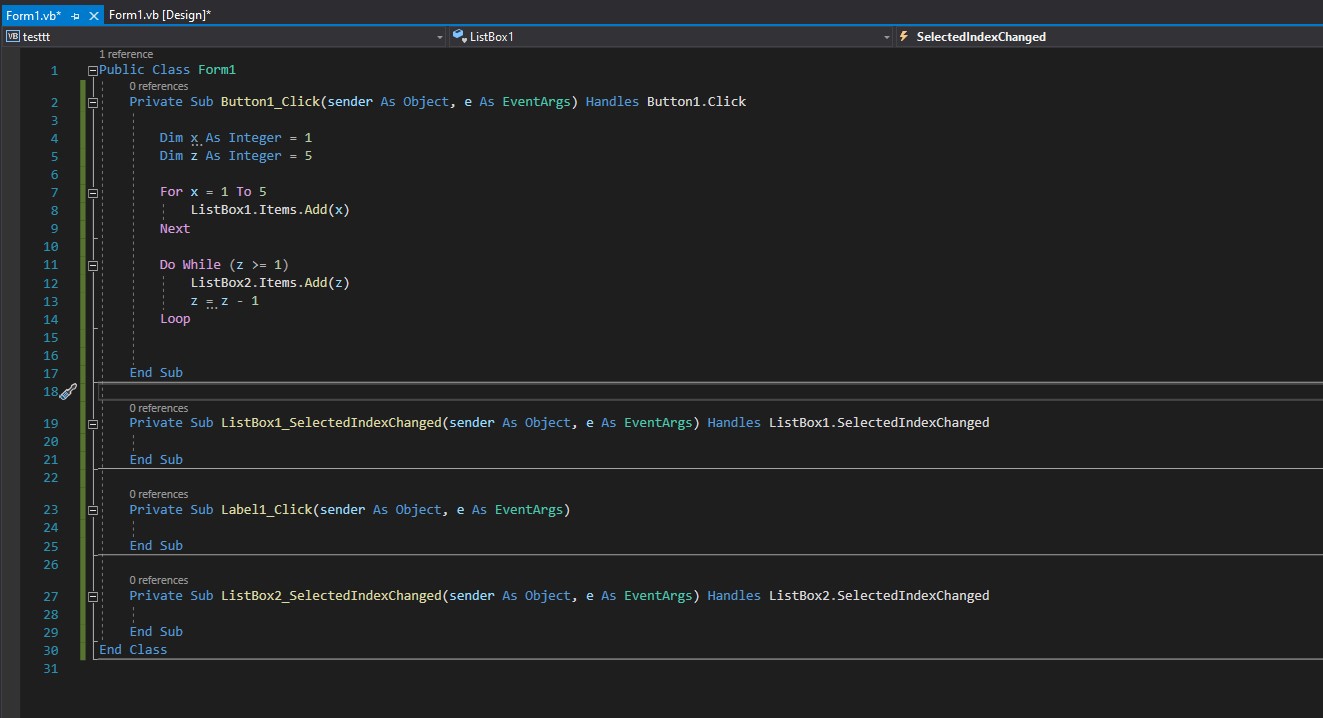 Form1.vb* Form1.vb [Design]*
VB testtt ListBox1 SelectedIndexChanged
1 reference
1 Public Class Form1
0 references
2 Private Sub Button1_Click(sender As Object, e As EventArgs) Handles Button1.Click
3
4 Dim x As Integer = 1
5 Dim z As Integer = 5
6
7 For x = 1 To 5
8 ListBox1.Items.Add(x)
9 Next
10
11 Do While (z >= 1)
12 ListBox2.Items.Add(z)
13 z = z - 1
14 Loop
15
16
17 End Sub
18
0 references
19 Private Sub ListBox1_SelectedIndexChanged(sender As Object, e As EventArgs) Handles ListBox1.SelectedIndexChanged
20
21 End Sub
22
0 references
23 Private Sub Label1_Click(sender As Object, e As EventArgs)
24
25 End Sub
26
0 references
27 Private Sub ListBox2_SelectedIndexChanged(sender As Object, e As EventArgs) Handles ListBox2.SelectedIndexChanged
28
29 End Sub
30 End Class
31